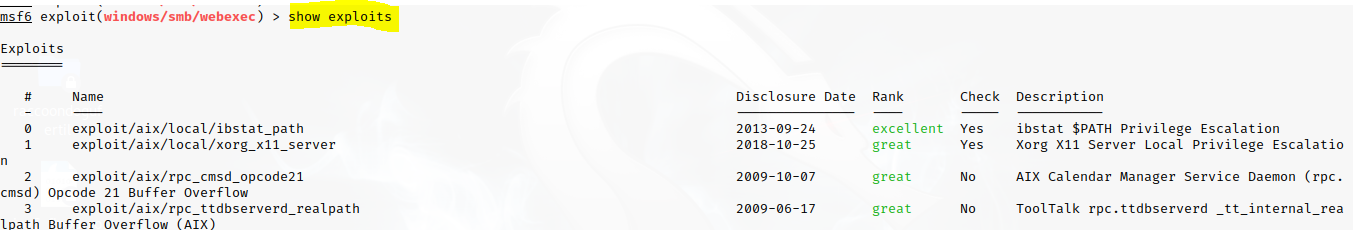 msf6 exploit(windows/smb/webexec) > show exploits
Exploits
========
# Name Disclosure Date Rank Check Description
- ---- --------------- ---- ----- -----------
0 exploit/aix/local/ibstat_path 2013-09-24 excellent Yes ibstat $PATH Privilege Escalation
1 exploit/aix/local/xorg_x11_server 2018-10-25 great Yes Xorg X11 Server Local Privilege Escalatio
n
2 exploit/aix/rpc_cmsd_opcode21 2009-10-07 great No AIX Calendar Manager Service Daemon (rpc.
cmsd) Opcode 21 Buffer Overflow
3 exploit/aix/rpc_ttdbserverd_realpath 2009-06-17 great No ToolTalk rpc.ttdbserverd _tt_internal_rea
lpath Buffer Overflow (AIX)